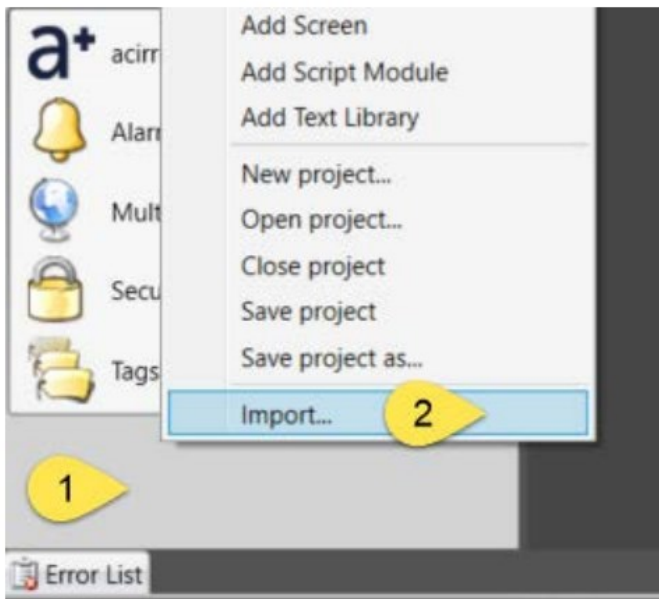 a+ acirr
Add Screen
Add Script Module
Alarr
Add Text Library
Mult
New project...
Open project...
Secu
Close project
Save project
Tags
Save project as...
Import...
2
1
Error List